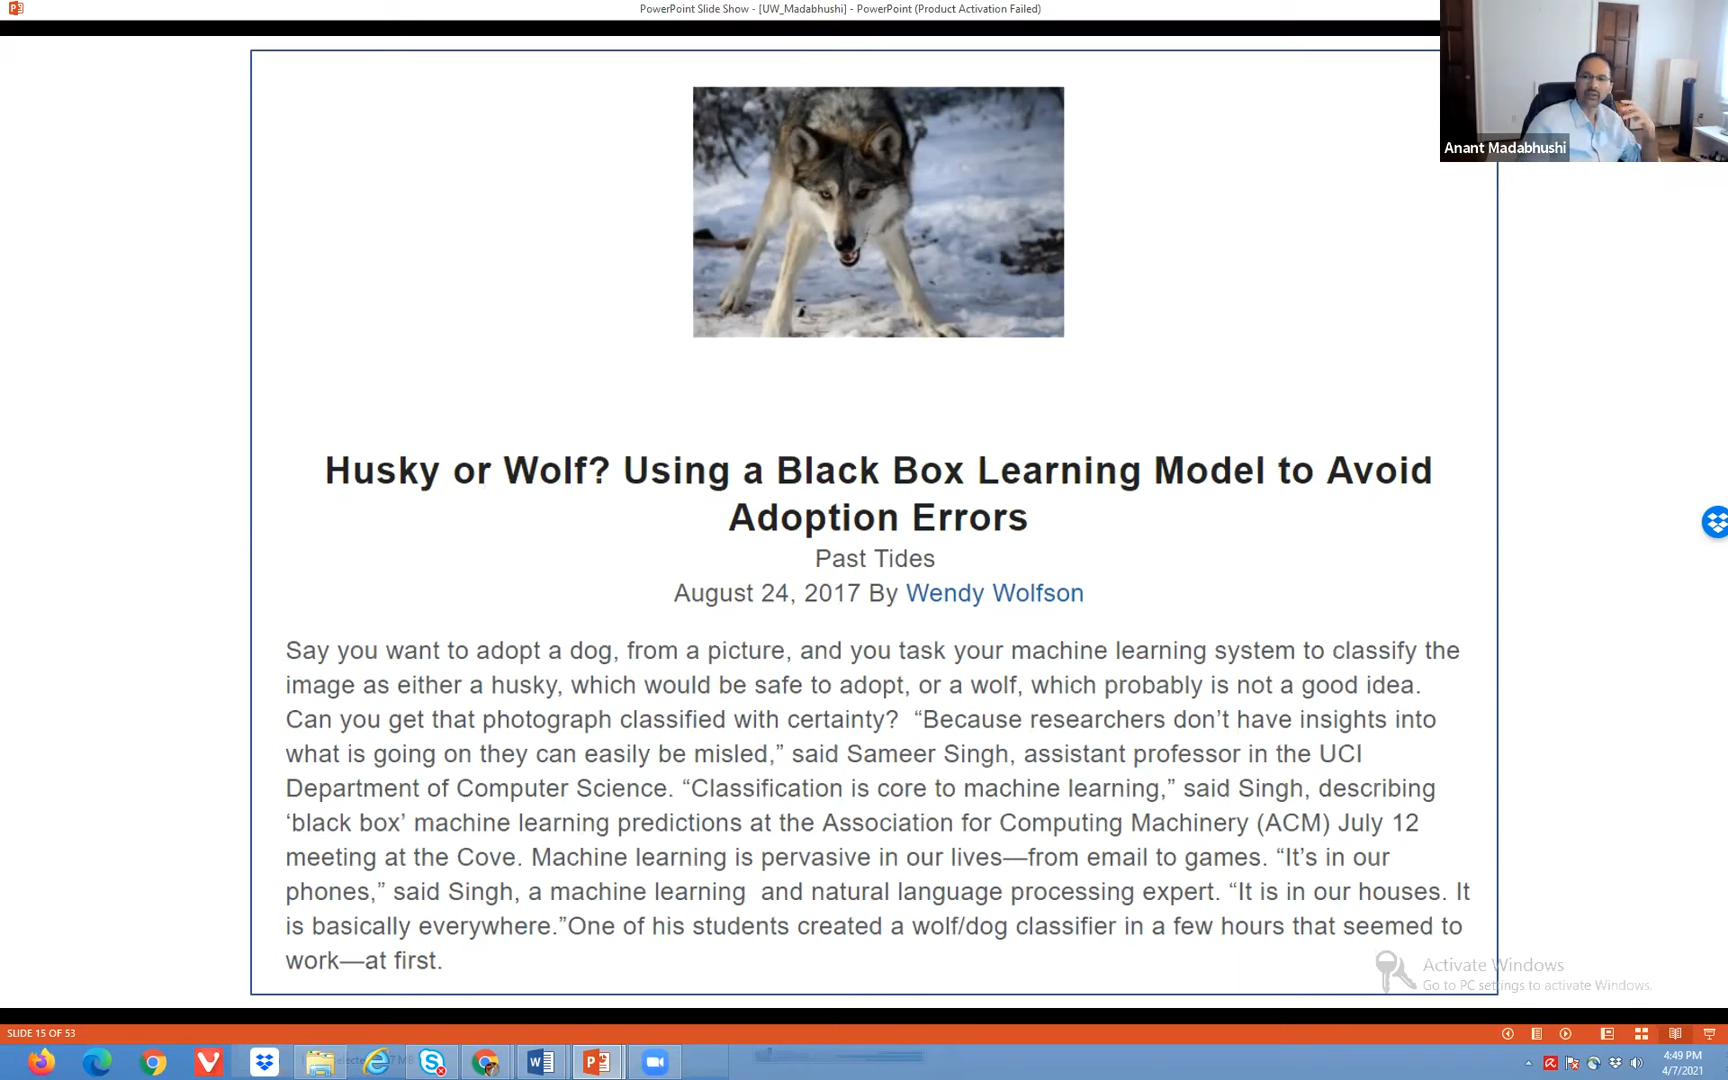 PowerPoint Slide Show - [UW_Madabhushi] - PowerPoint (Product Activation Failed)
Anant Madabhushi
Husky or Wolf? Using a Black Box Learning Model to Avoid
Adoption Errors
Past Tides
August 24, 2017 By Wendy Wolfson
Say you want to adopt a dog, from a picture, and you task your machine learning system to classify the
image as either a husky, which would be safe to adopt, or a wolf, which probably is not a good idea.
Can you get that photograph classified with certainty?  “Because researchers don’t have insights into
what is going on they can easily be misled,” said Sameer Singh, assistant professor in the UCI
Department of Computer Science. “Classification is core to machine learning,” said Singh, describing
‘black box’ machine learning predictions at the Association for Computing Machinery (ACM) July 12
meeting at the Cove. Machine learning is pervasive in our lives—from email to games. “It’s in our
phones,” said Singh, a machine learning  and natural language processing expert. “It is in our houses. It
is basically everywhere.”One of his students created a wolf/dog classifier in a few hours that seemed to
work—at first.
Activate Windows
Go to PC settings to activate Windows.
SLIDE 15 OF 53
4:49 PM
4/7/2021